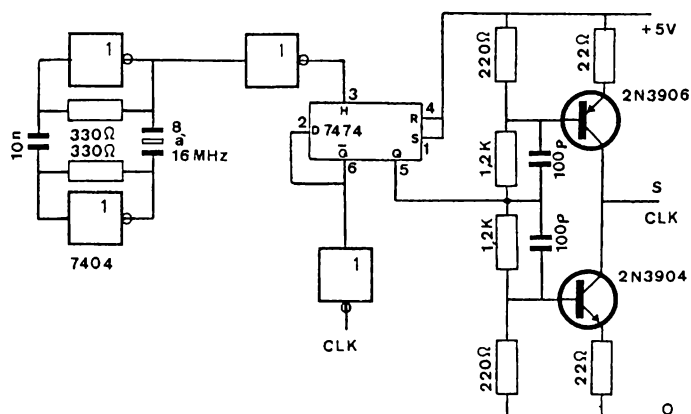 1
1
10n
330Ω
330Ω
8
à
16 MHz
1
7404
3
H
2
D 7474
R
4
S
1
Q̅
Q
6
5
1
CLK
220Ω
1,2K
1,2K
220Ω
100p
100p
22Ω
22Ω
+5V
2N3906
S
CLK
2N3904
0